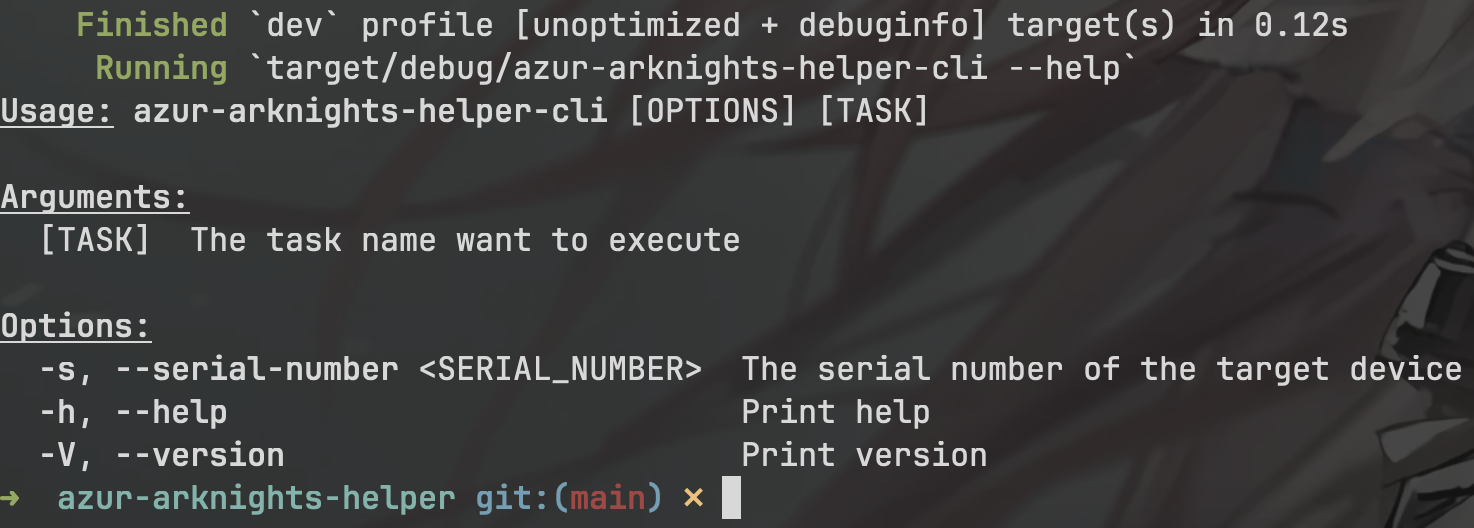 Finished `dev` profile [unoptimized + debuginfo] target(s) in 0.12s
Running `target/debug/azur-arknights-helper-cli --help`
Usage: azur-arknights-helper-cli [OPTIONS] [TASK]
Arguments:
[TASK]  The task name want to execute
Options:
-s, --serial-number <SERIAL_NUMBER>  The serial number of the target device
-h, --help                           Print help
-V, --version                        Print version
➜  azur-arknights-helper git:(main) ×